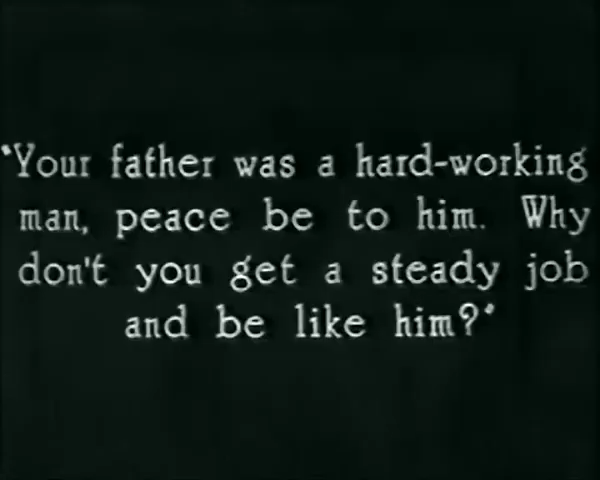 "Your father was a hard-working
man, peace be to him. Why
don't you get a steady job
and be like him?"